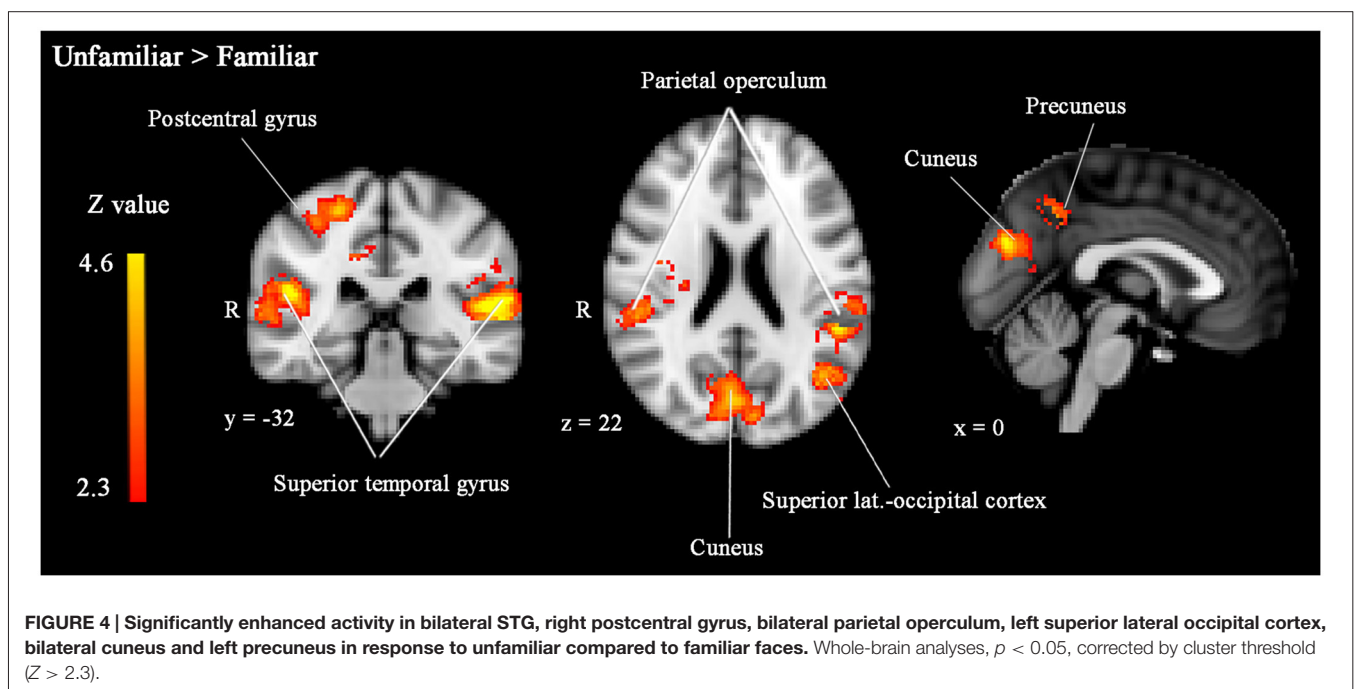 Unfamiliar > Familiar
Postcentral gyrus
Parietal operculum
Precuneus
Cuneus
Z value
4.6
2.3
R
R
y = -32
z = 22
x = 0
Superior temporal gyrus
Superior lat.-occipital cortex
Cuneus
FIGURE 4 | Significantly enhanced activity in bilateral STG, right postcentral gyrus, bilateral parietal operculum, left superior lateral occipital cortex,
bilateral cuneus and left precuneus in response to unfamiliar compared to familiar faces. Whole-brain analyses, p < 0.05, corrected by cluster threshold
(Z > 2.3).